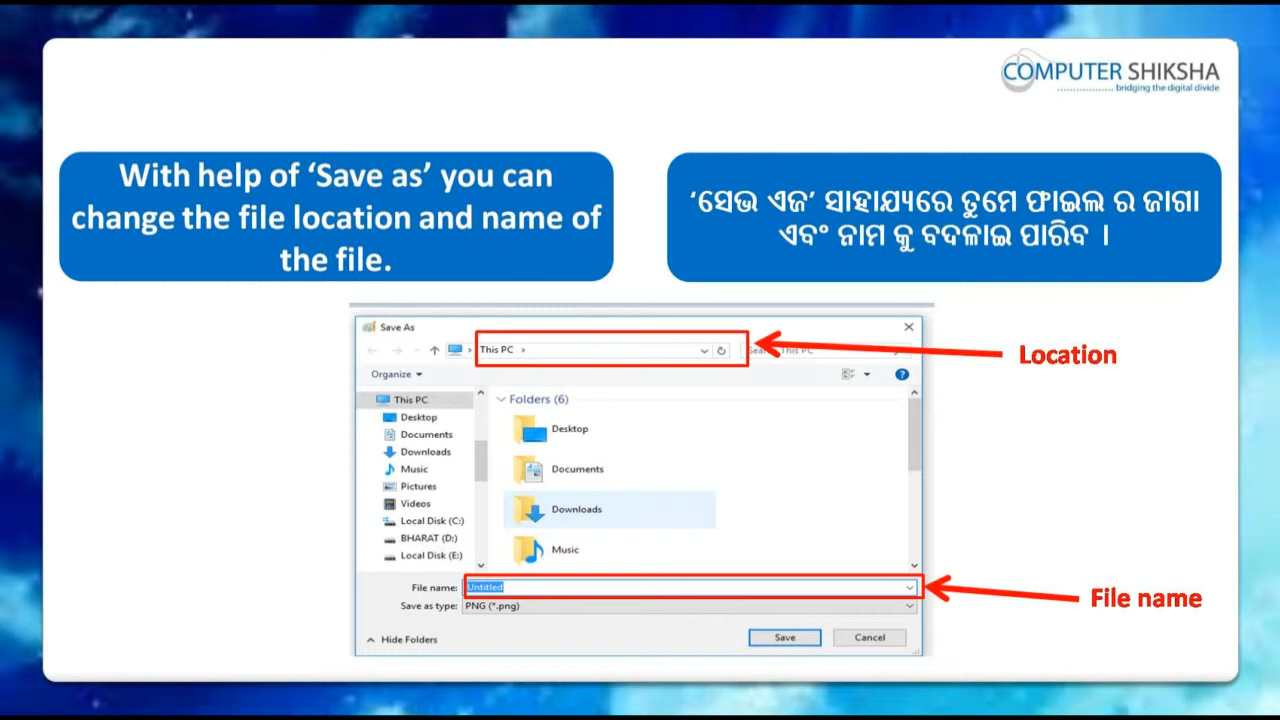 COMPUTER SHIKSHA
bridging the digital divide
With help of ‘Save as’ you can
change the file location and name of
the file.
‘ସେଭ ଏଜ’ ସାହାଯ୍ୟରେ ତୁମେ ଫାଇଲ ର ଜାଗା
ଏବଂ ନାମ କୁ ବଦଳାଇ ପାରିବ ।
Save As
This PC
Search This PC
Location
Organize
This PC
Desktop
Documents
Downloads
Music
Pictures
Videos
Local Disk (C:)
BHARAT (D:)
Local Disk (E:)
Folders (6)
Desktop
Documents
Downloads
Music
File name: Untitled
File name
Save as type: PNG (*.png)
Hide Folders
Save
Cancel